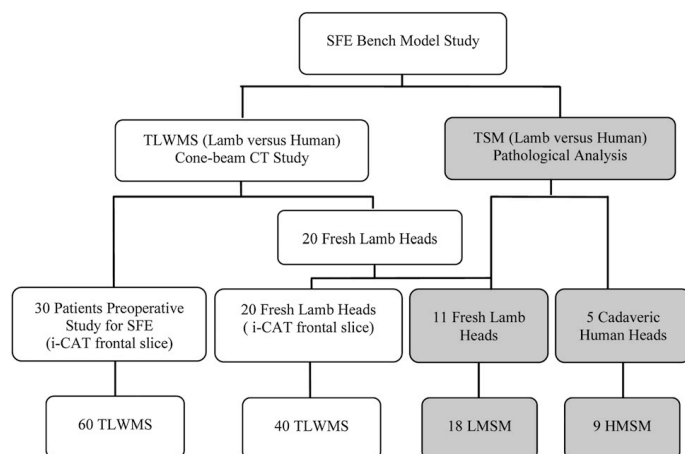 SFE Bench Model Study
TLWMS (Lamb versus Human)
Cone-beam CT Study
TSM (Lamb versus Human)
Pathological Analysis
20 Fresh Lamb Heads
30 Patients Preoperative
Study for SFE
(i-CAT frontal slice)
20 Fresh Lamb Heads
( i-CAT frontal slice)
11 Fresh Lamb
Heads
5 Cadaveric
Human Heads
60 TLWMS
40 TLWMS
18 LMSM
9 HMSM